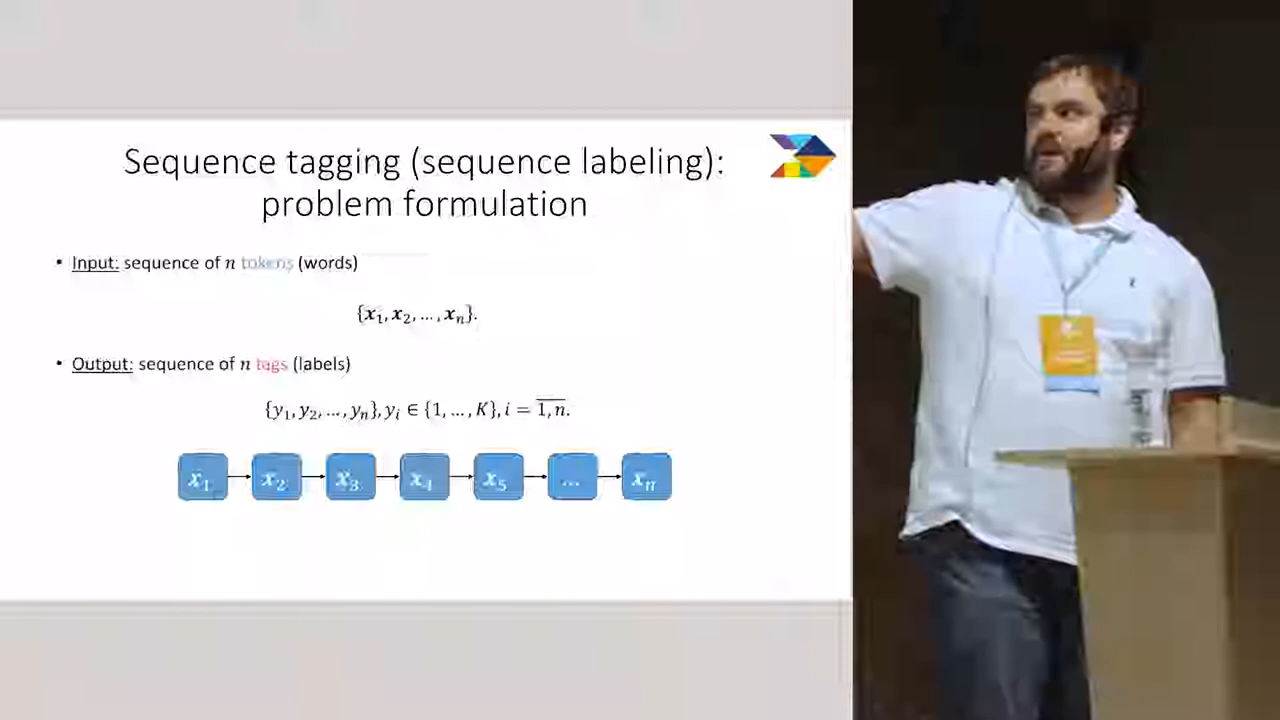 Sequence tagging (sequence labeling):
problem formulation
• Input: sequence of n tokens (words)
{x₁, x₂, …, xₙ}.
• Output: sequence of n tags (labels)
{y₁, y₂, …, yₙ}, yᵢ ∈ {1, …, K}, i = 1, n.
x₁ x₂ x₃ x₄ x₅ … xₙ